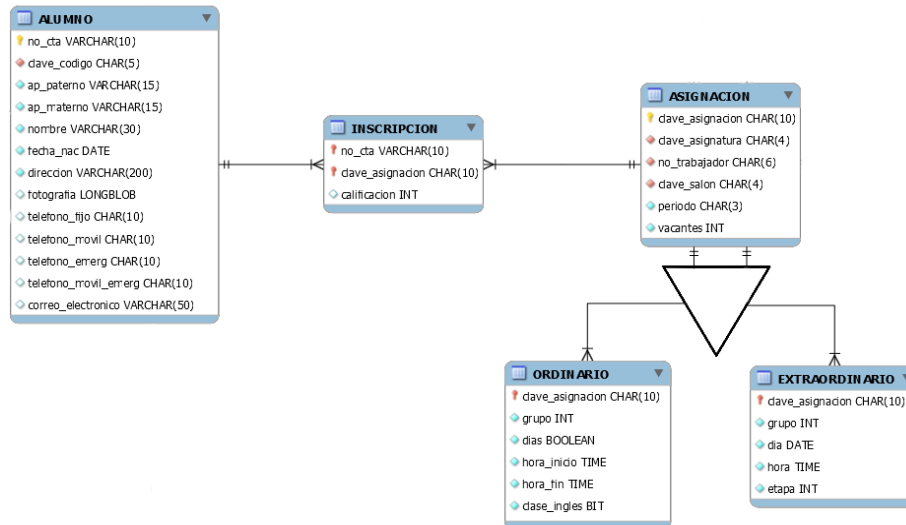 ALUMNO
no_cta VARCHAR(10)
clave_codigo CHAR(5)
ap_paterno VARCHAR(15)
ap_materno VARCHAR(15)
nombre VARCHAR(30)
fecha_nac DATE
direccion VARCHAR(200)
fotografia LONGBLOB
telefono_fijo CHAR(10)
telefono_movil CHAR(10)
telefono_emerg CHAR(10)
telefono_movil_emerg CHAR(10)
correo_electronico VARCHAR(50)
INSCRIPCION
no_cta VARCHAR(10)
clave_asignacion CHAR(10)
calificacion INT
ASIGNACION
clave_asignacion CHAR(10)
clave_asignatura CHAR(4)
no_trabajador CHAR(6)
clave_salon CHAR(4)
periodo CHAR(3)
vacantes INT
ORDINARIO
clave_asignacion CHAR(10)
grupo INT
dias BOOLEAN
hora_inicio TIME
hora_fin TIME
clase_ingles BIT
EXTRAORDINARIO
clave_asignacion CHAR(10)
grupo INT
dia DATE
hora TIME
etapa INT